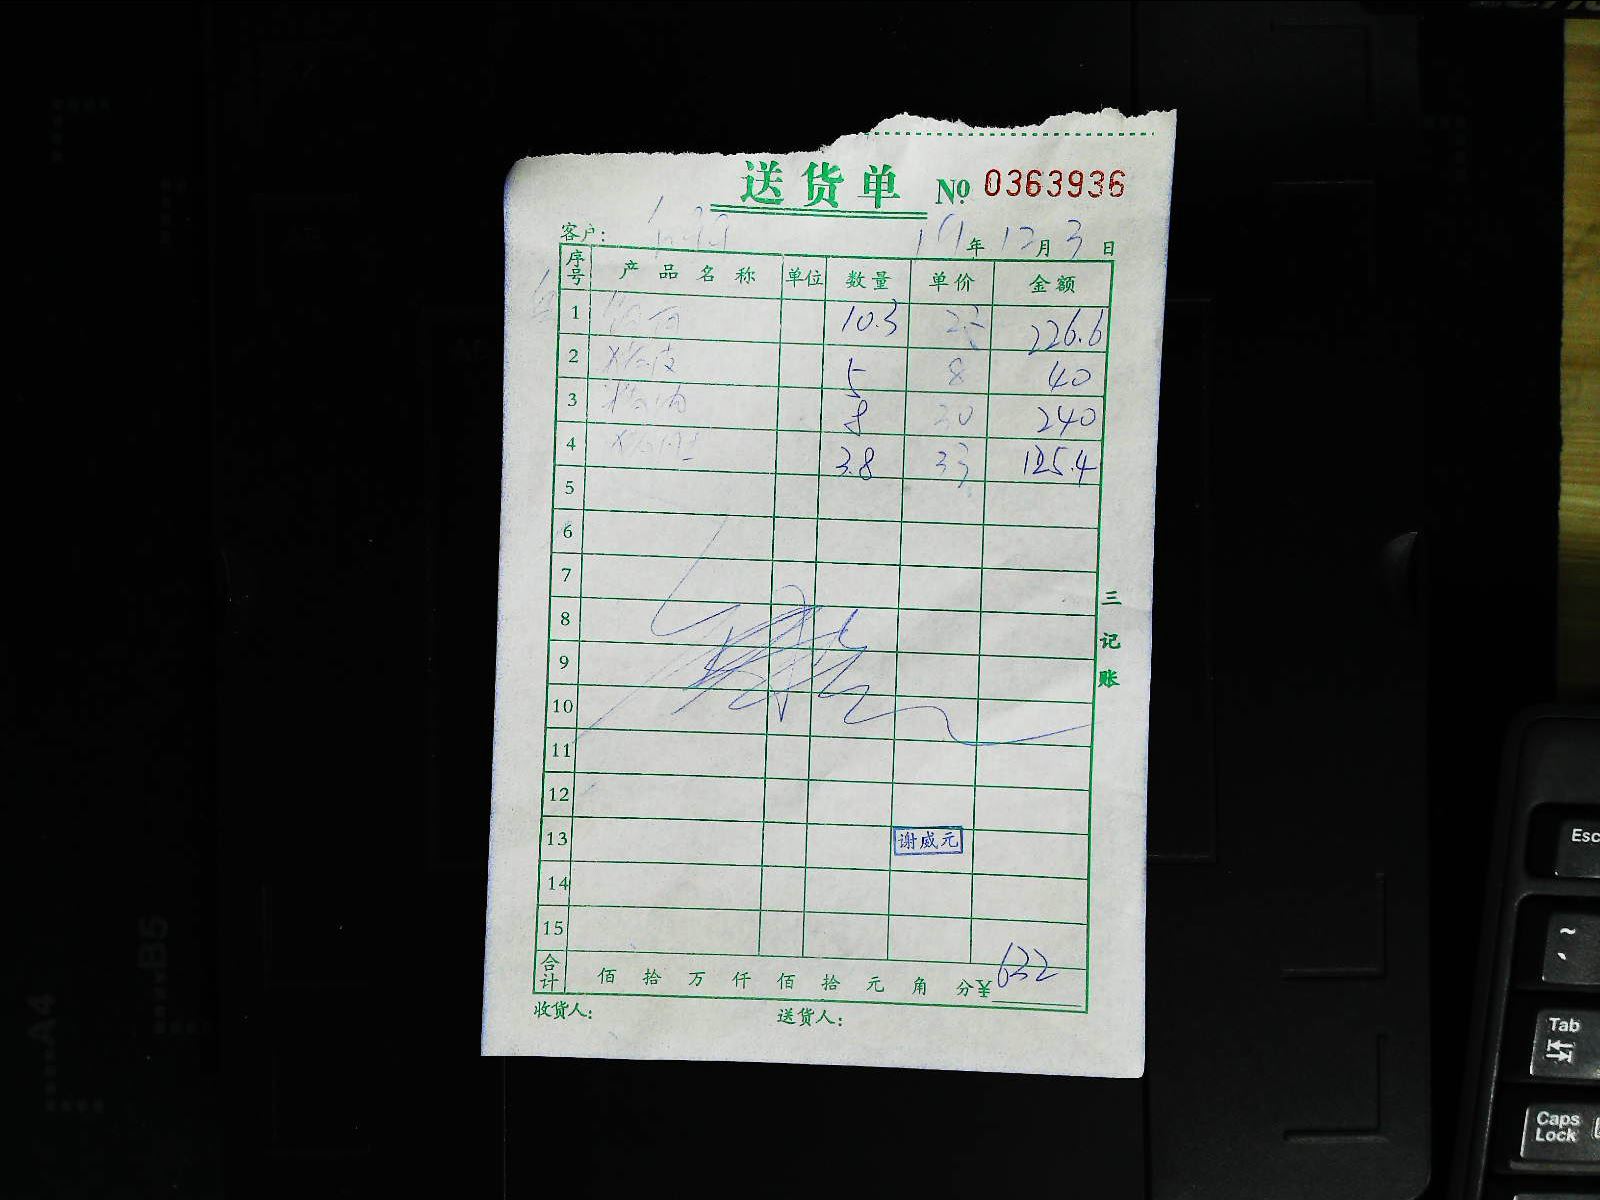 送货单 № 0363936
客户： 年 12 月 3 日
序号 产品名称 单位 数量 单价 金额
1 10.3 22 226.6
2 5 8 40
3 8 30 240
4 3.8 33 125.4
5
6
7
8
9
10
11
12
13 谢威元
14
15
合计 佰 拾 万 仟 佰 拾 元 角 分 ¥ 632
收货人： 送货人：
三记账
A4
B5
Esc
~
Tab
Caps Lock